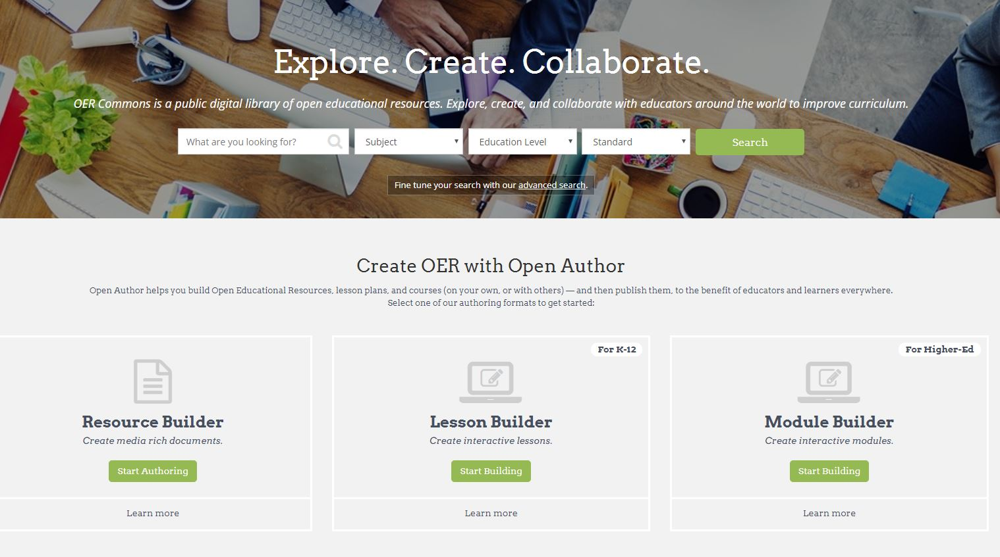 Explore. Create. Collaborate.
OER Commons is a public digital library of open educational resources. Explore, create, and collaborate with educators around the world to improve curriculum.
What are you looking for? Subject Education Level Standard Search
Fine tune your search with our advanced search.
Create OER with Open Author
Open Author helps you build Open Educational Resources, lesson plans, and courses (on your own, or with others) — and then publish them, to the benefit of educators and learners everywhere.
Select one of our authoring formats to get started:
Resource Builder
Create media rich documents.
Start Authoring
Learn more
For K-12
Lesson Builder
Create interactive lessons.
Start Building
Learn more
For Higher-Ed
Module Builder
Create interactive modules.
Start Building
Learn more